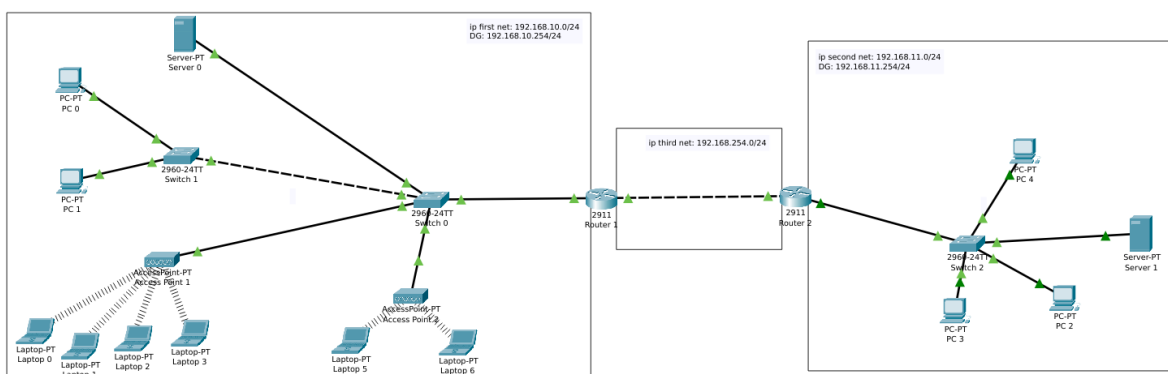 ip first net: 192.168.10.0/24
DG: 192.168.10.254/24
Server-PT
Server 0
PC-PT
PC 0
PC-PT
PC 1
2960-24TT
Switch 1
2960-24TT
Switch 0
AccessPoint-PT
Access Point 1
AccessPoint-PT
Access Point 2
Laptop-PT
Laptop 0
Laptop-PT
Laptop 1
Laptop-PT
Laptop 2
Laptop-PT
Laptop 3
Laptop-PT
Laptop 5
Laptop-PT
Laptop 6
2911
Router 1
ip third net: 192.168.254.0/24
2911
Router 2
ip second net: 192.168.11.0/24
DG: 192.168.11.254/24
PC-PT
PC 4
2960-24TT
Switch 2
Server-PT
Server 1
PC-PT
PC 2
PC-PT
PC 3